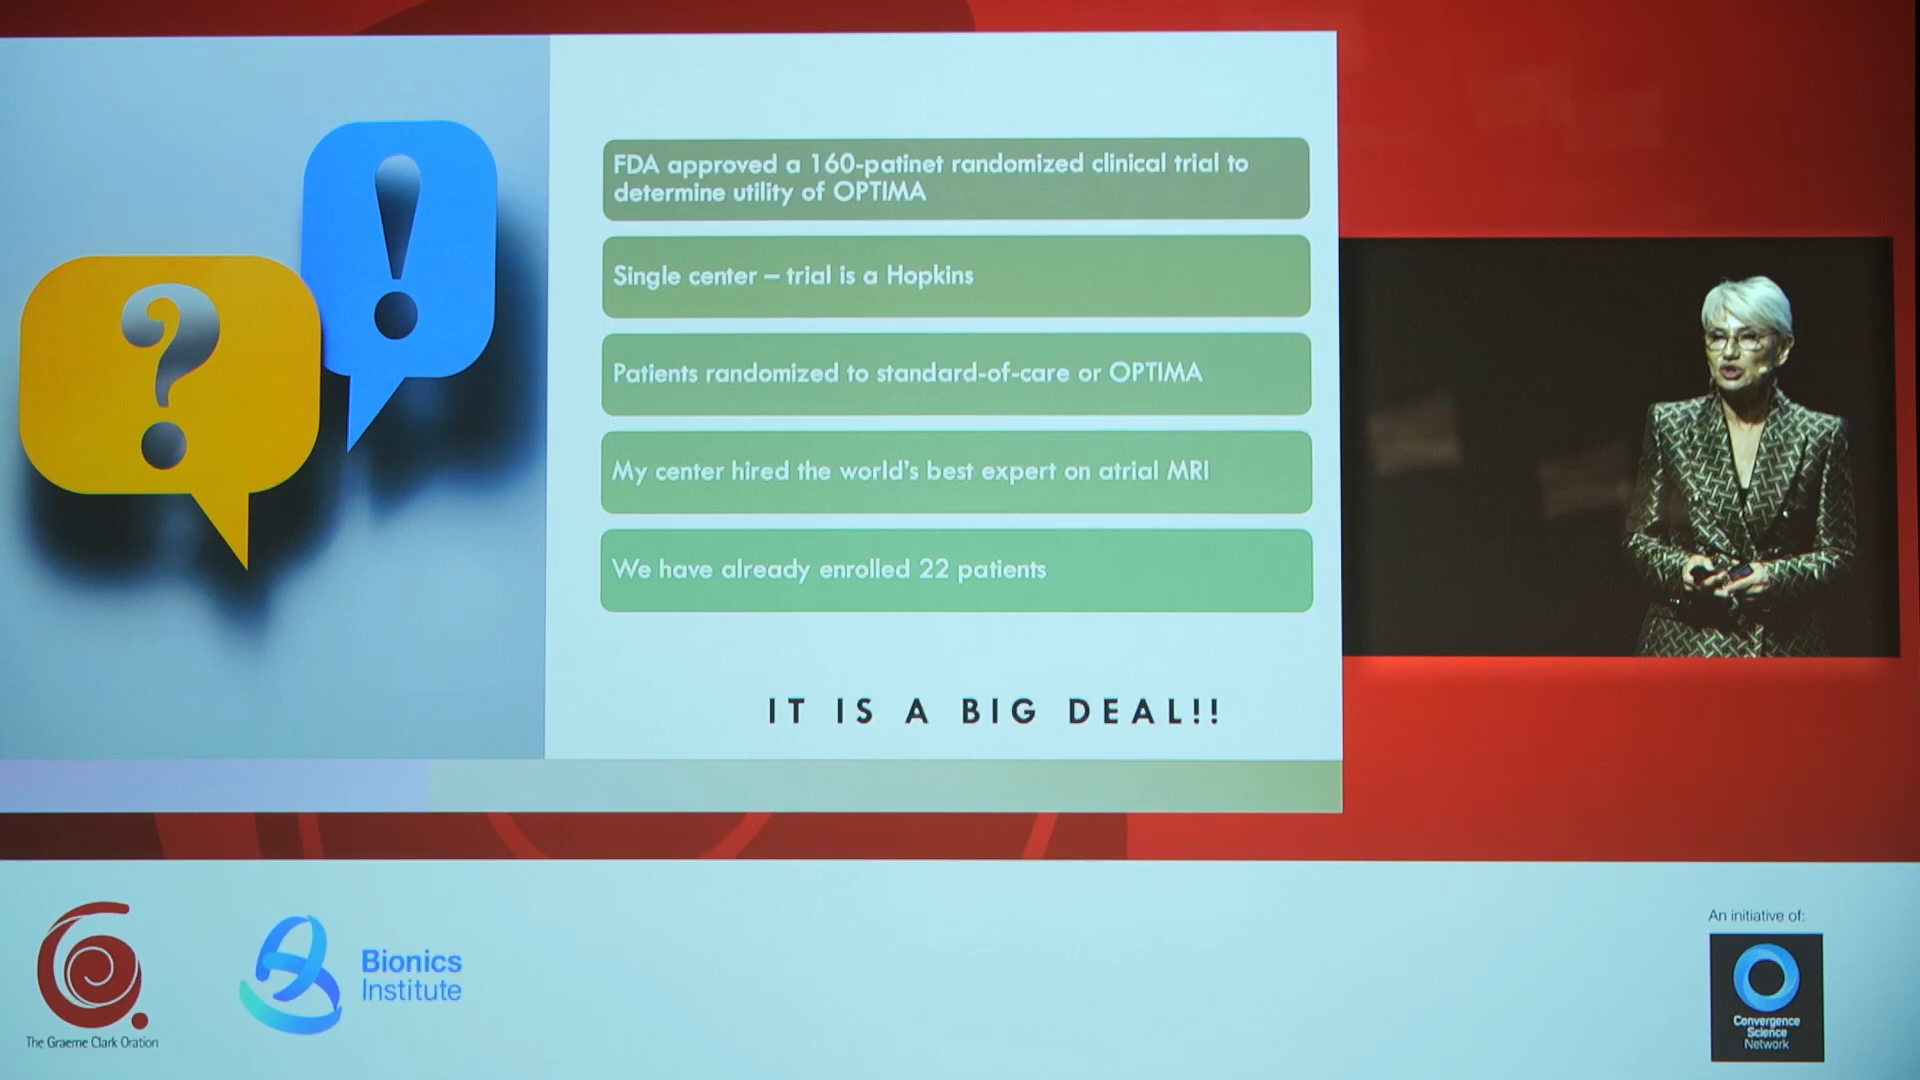 ?
!
FDA approved a 160-patinet randomized clinical trial to
determine utility of OPTIMA
Single center – trial is a Hopkins
Patients randomized to standard-of-care or OPTIMA
My center hired the world's best expert on atrial MRI
We have already enrolled 22 patients
IT IS A BIG DEAL!!
The Graeme Clark Oration
Bionics
Institute
An initiative of:
Convergence
Science
Network